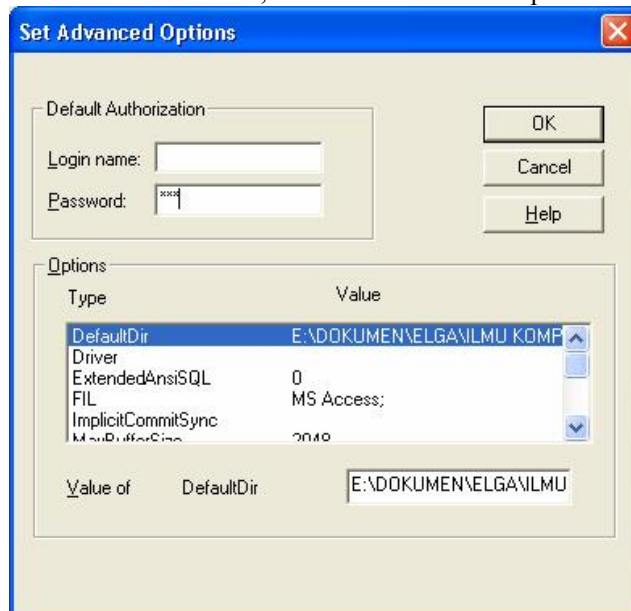 Set Advanced Options
Default Authorization
Login name:
Password: ***
OK
Cancel
Help
Options
Type Value
DefaultDir E:\DOKUMEN\ELGA\ILMU KOMP
Driver
ExtendedAnsiSQL 0
FIL MS Access;
ImplicitCommitSync
MaxBufferSize 2048
Value of DefaultDir E:\DOKUMEN\ELGA\ILMU